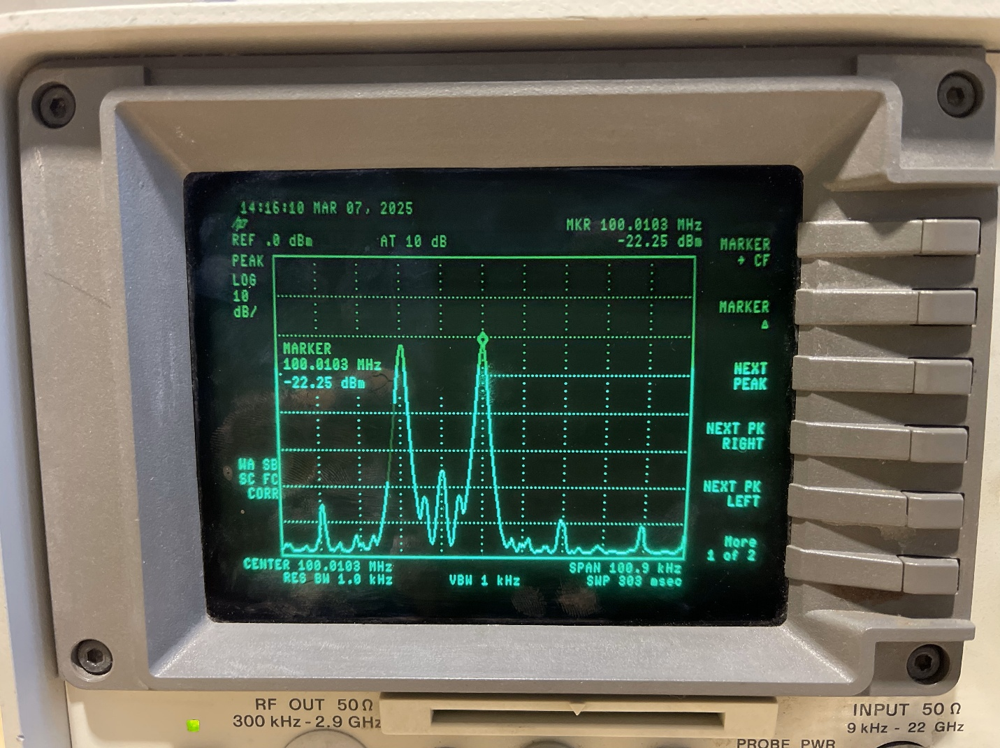 14:16:10 MAR 07, 2025
hp
MKR 100.0103 MHz
REF .0 dBm AT 10 dB -22.25 dBm
PEAK
LOG
10
dB/
MARKER
100.0103 MHz
-22.25 dBm
WA SB
SC FC
CORR
CENTER 100.0103 MHz SPAN 100.9 kHz
RES BW 1.0 kHz VBW 1 kHz SWP 303 msec
MARKER
→ CF
MARKER
Δ
NEXT
PEAK
NEXT PK
RIGHT
NEXT PK
LEFT
More
1 of 2
RF OUT 50Ω
300 kHz-2.9 GHz
INPUT 50 Ω
9 kHz - 22 GHz
PROBE PWR